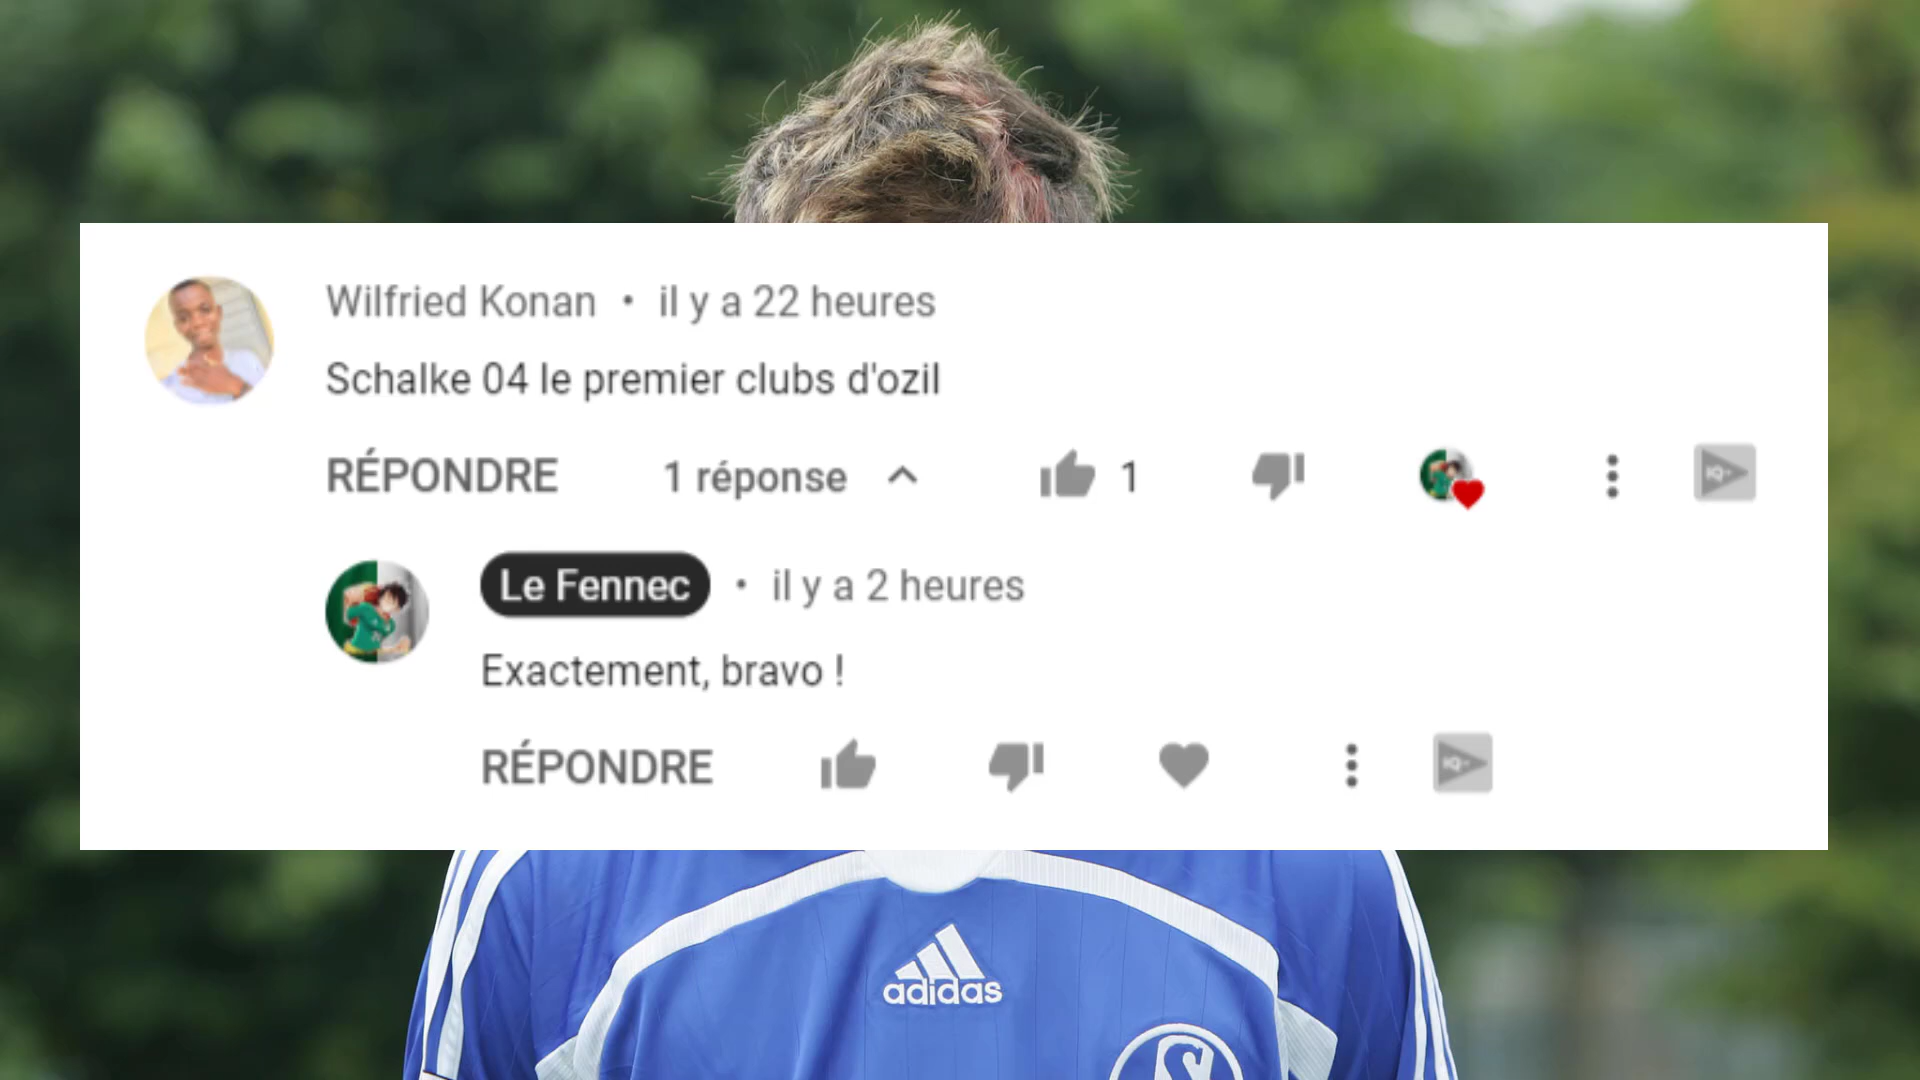 Wilfried Konan • il y a 22 heures
Schalke 04 le premier clubs d'ozil
RÉPONDRE 1 réponse 1
Le Fennec • il y a 2 heures
Exactement, bravo !
RÉPONDRE
adidas